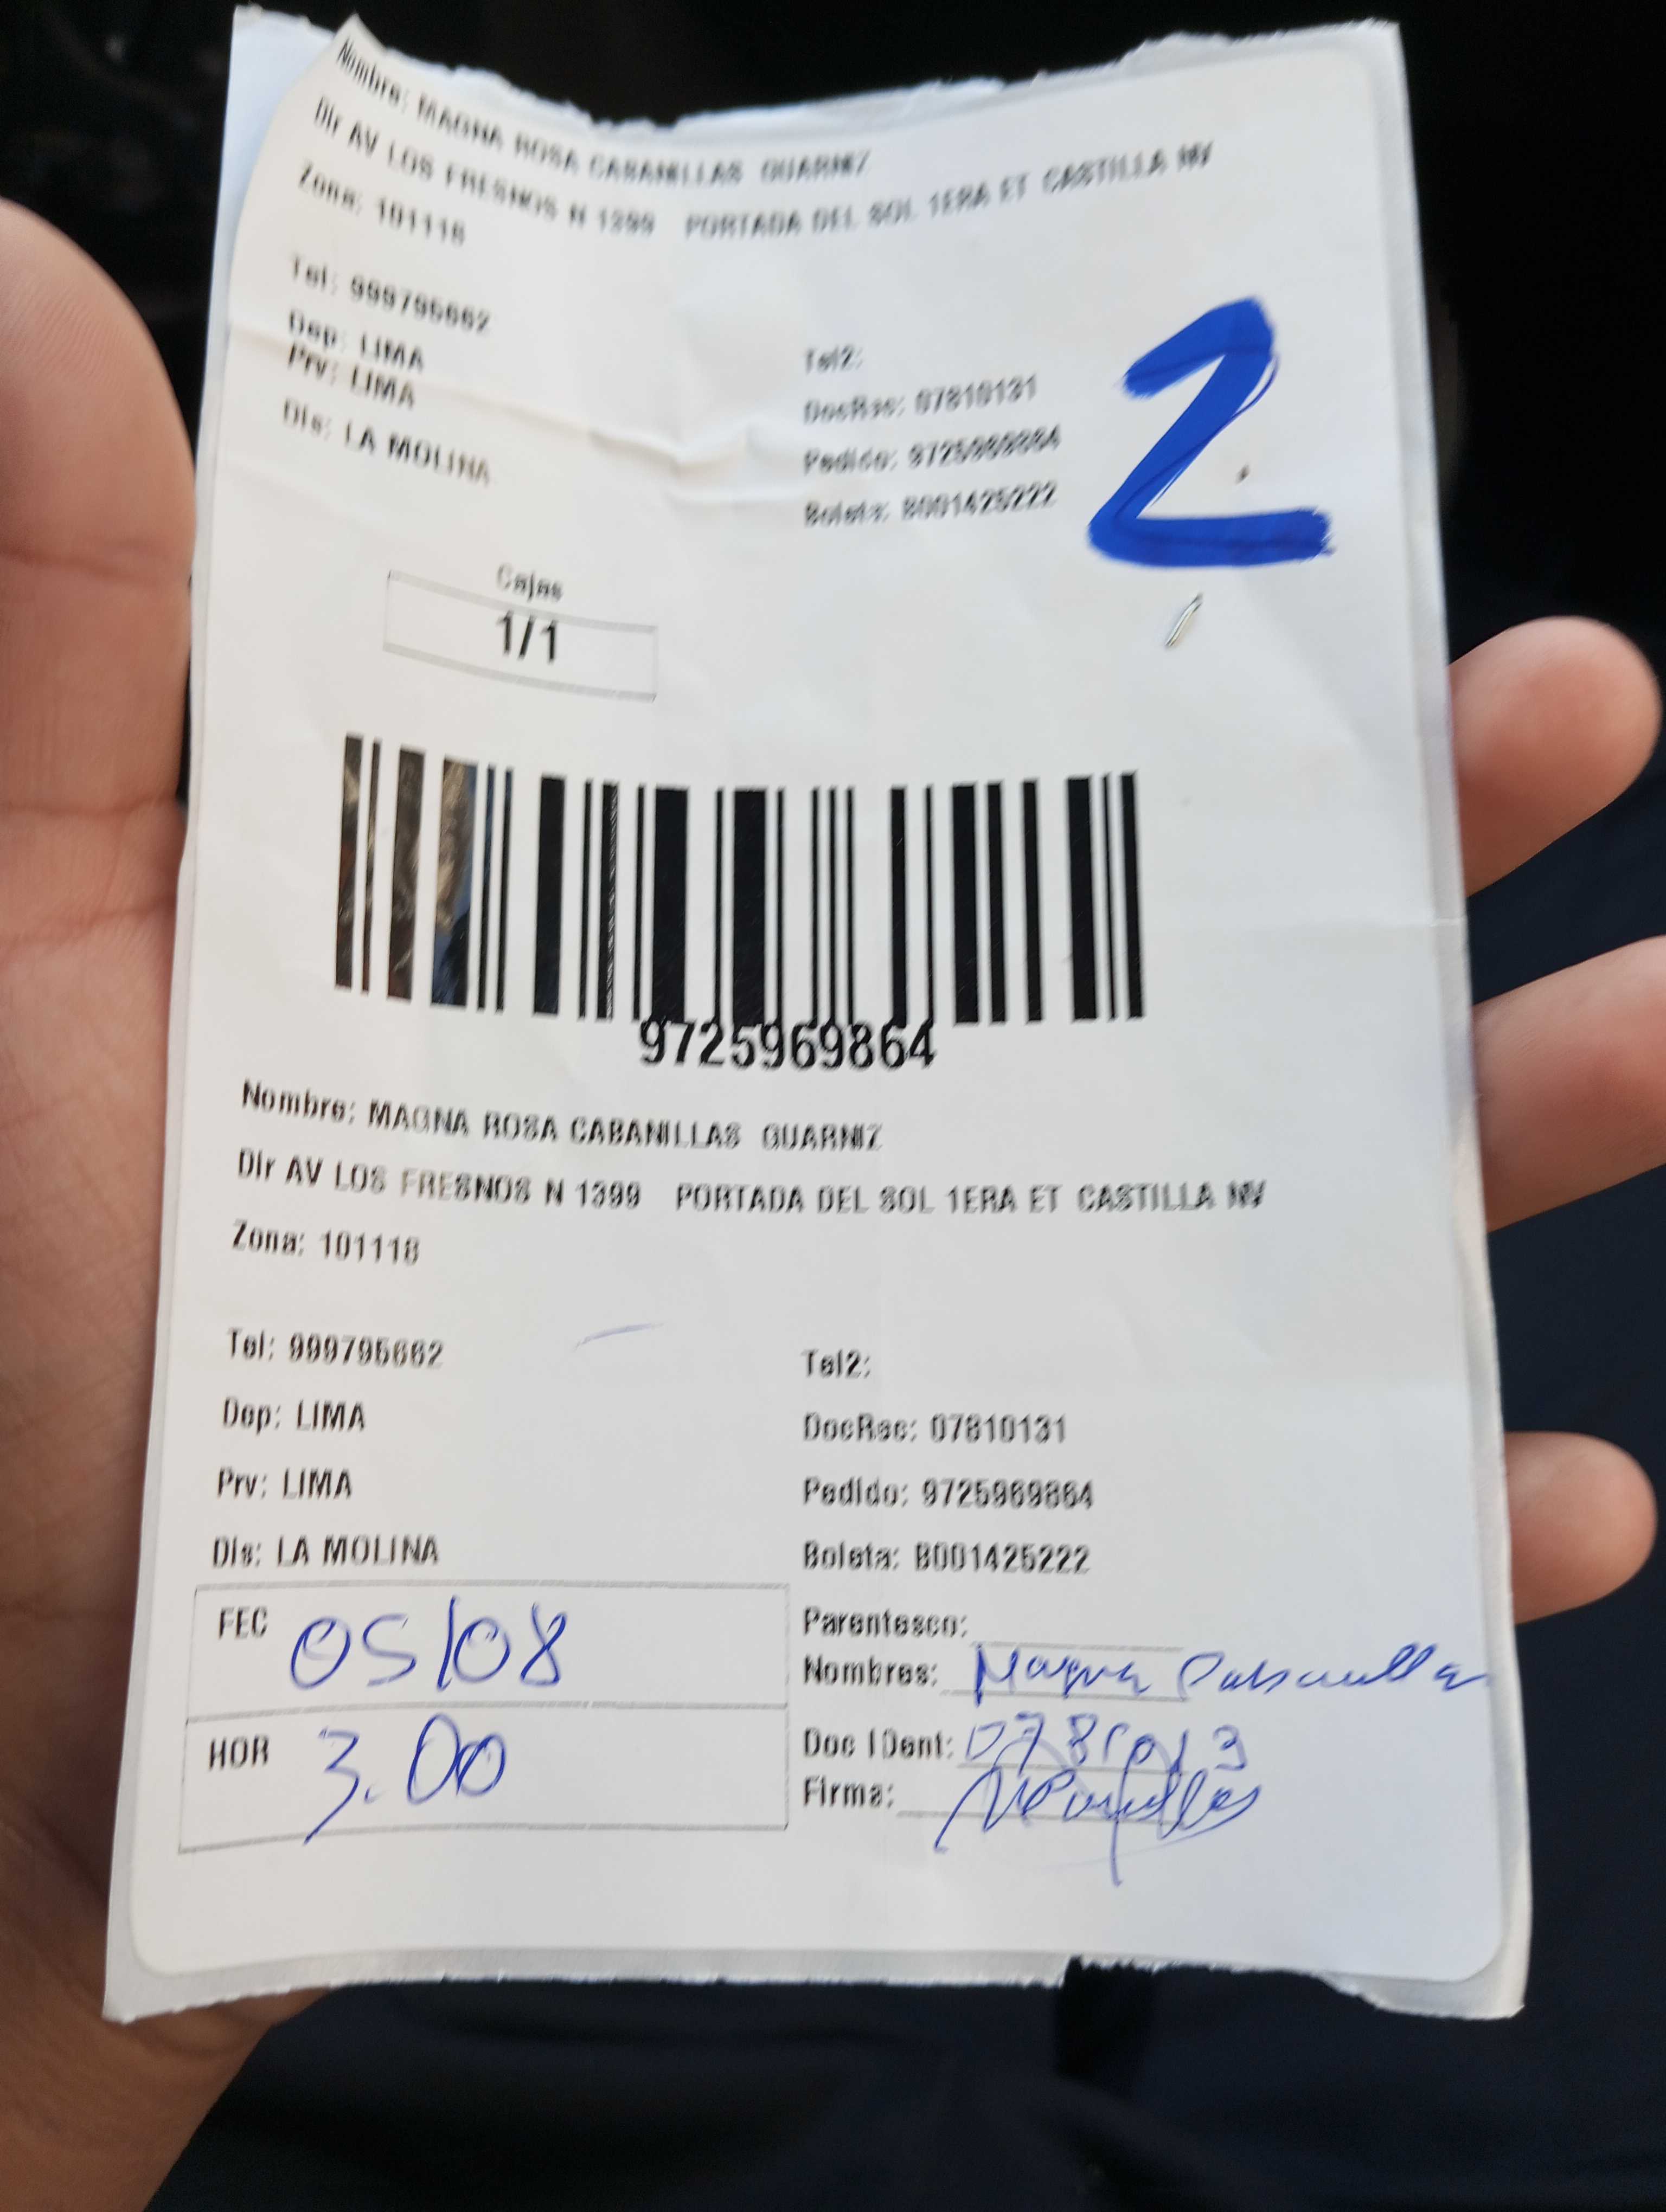 Nombre: MAGNA ROSA CABANILLAS GUARNIZ
Dir AV LOS FRESNOS N 1399 PORTADA DEL SOL 1ERA ET CASTILLA NV
Zona: 101118
Tel: 999795662
Dep: LIMA
Tel2:
Prv: LIMA
DocRec: 07810131
Dis: LA MOLINA
Pedido: 9725969864
Boleta: B001425222
2
Cajas
1/1
9725969864
Nombre: MAGNA ROSA CABANILLAS GUARNIZ
Dir AV LOS FRESNOS N 1399 PORTADA DEL SOL 1ERA ET CASTILLA NV
Zona: 101118
Tel: 999795662 Tel2:
Dep: LIMA DocRec: 07810131
Prv: LIMA Pedido: 9725969864
Dis: LA MOLINA Boleta: B001425222
FEC 05/08
Parentesco:
Nombres: Magna Cabanillas
HOR 3.00
Doc IDent:
Firma: